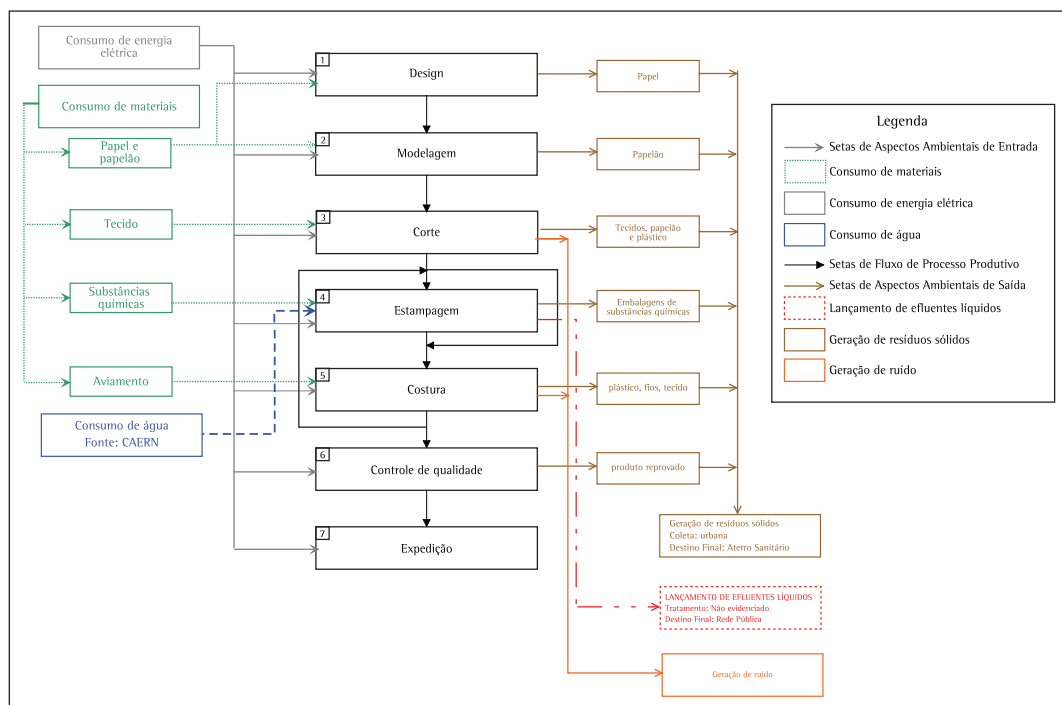 Consumo de energia
elétrica
Consumo de materiais
Papel e
papelão
Tecido
Substâncias
químicas
Aviamento
Consumo de água
Fonte: CAERN
1
Design
2
Modelagem
3
Corte
4
Estampagem
5
Costura
6
Controle de qualidade
7
Expedição
Papel
Papelão
Tecidos, papelão
e plástico
Embalagens de
substâncias químicas
plástico, fios, tecido
produto reprovado
Geração de resíduos sólidos
Coleta: urbana
Destino Final: Aterro Sanitário
LANÇAMENTO DE EFLUENTES LÍQUIDOS
Tratamento: Não evidenciado
Destino Final: Rede Pública
Geração de ruído
Legenda
Setas de Aspectos Ambientais de Entrada
Consumo de materiais
Consumo de energia elétrica
Consumo de água
Setas de Fluxo de Processo Produtivo
Setas de Aspectos Ambientais de Saída
Lançamento de efluentes líquidos
Geração de resíduos sólidos
Geração de ruído